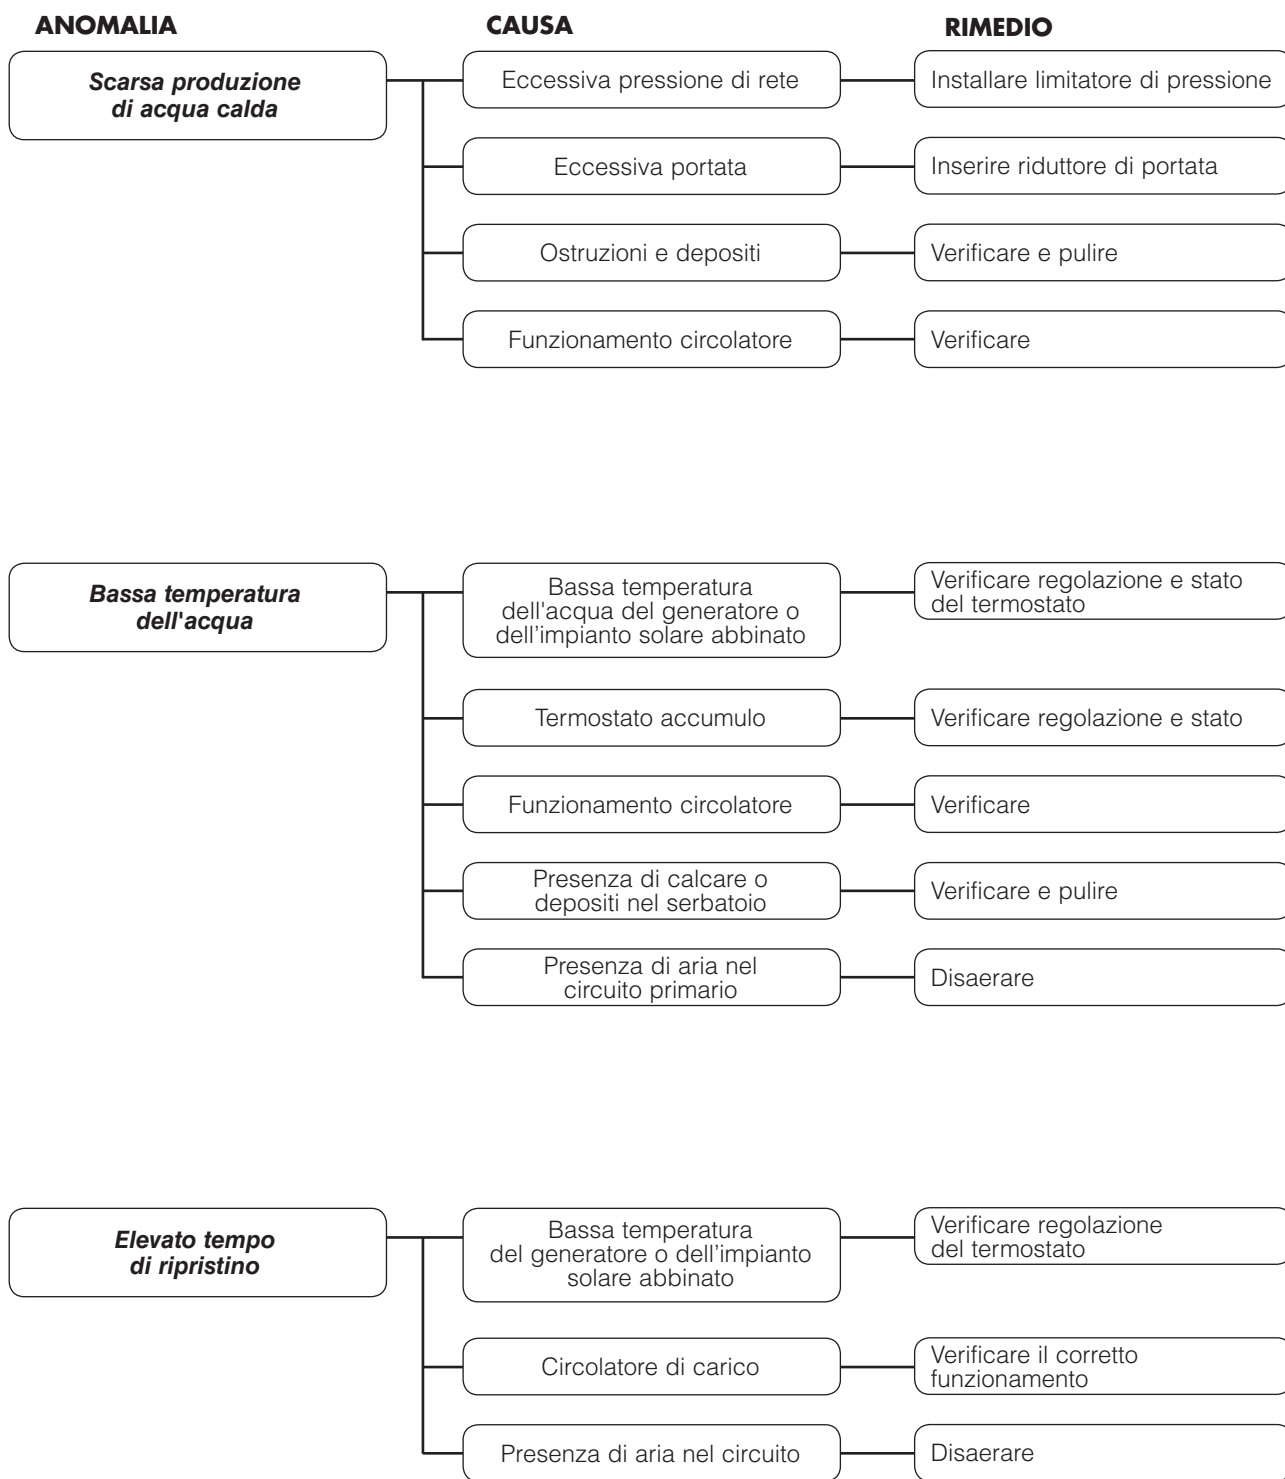 ANOMALIA
CAUSA
RIMEDIO
Scarsa produzione
di acqua calda
Eccessiva pressione di rete
Installare limitatore di pressione
Eccessiva portata
Inserire riduttore di portata
Ostruzioni e depositi
Verificare e pulire
Funzionamento circolatore
Verificare
Bassa temperatura
dell'acqua
Bassa temperatura
dell'acqua del generatore o
dell’impianto solare abbinato
Verificare regolazione e stato
del termostato
Termostato accumulo
Verificare regolazione e stato
Funzionamento circolatore
Verificare
Presenza di calcare o
depositi nel serbatoio
Verificare e pulire
Presenza di aria nel
circuito primario
Disaerare
Elevato tempo
di ripristino
Bassa temperatura
del generatore o dell’impianto
solare abbinato
Verificare regolazione
del termostato
Circolatore di carico
Verificare il corretto
funzionamento
Presenza di aria nel circuito
Disaerare